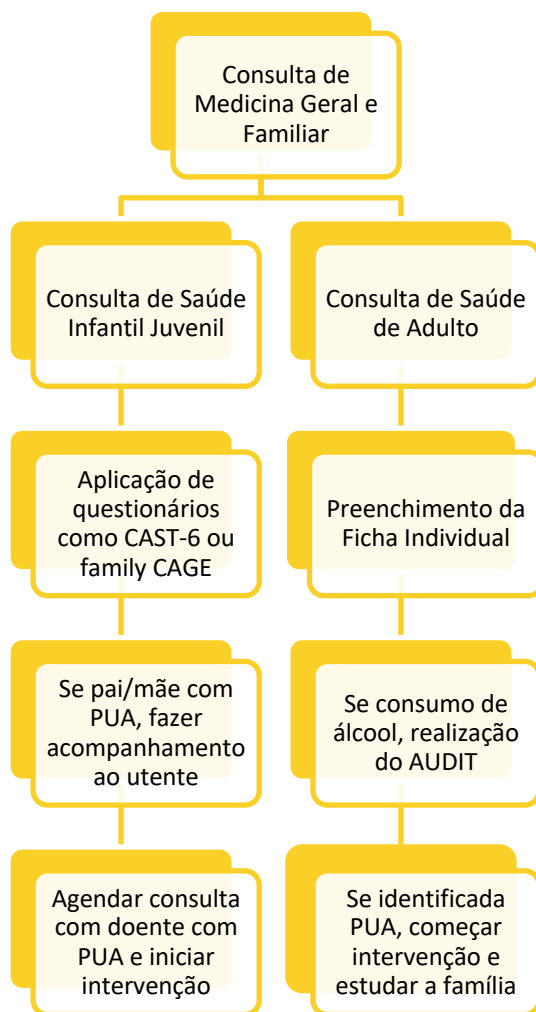 Consulta de
Medicina Geral e
Familiar
Consulta de Saúde
Infantil Juvenil
Aplicação de
questionários
como CAST-6 ou
family CAGE
Se pai/mãe com
PUA, fazer
acompanhamento
ao utente
Agendar consulta
com doente com
PUA e iniciar
intervenção
Consulta de Saúde
de Adulto
Preenchimento da
Ficha Individual
Se consumo de
álcool, realização
do AUDIT
Se identificada
PUA, começar
intervenção e
estudar a família